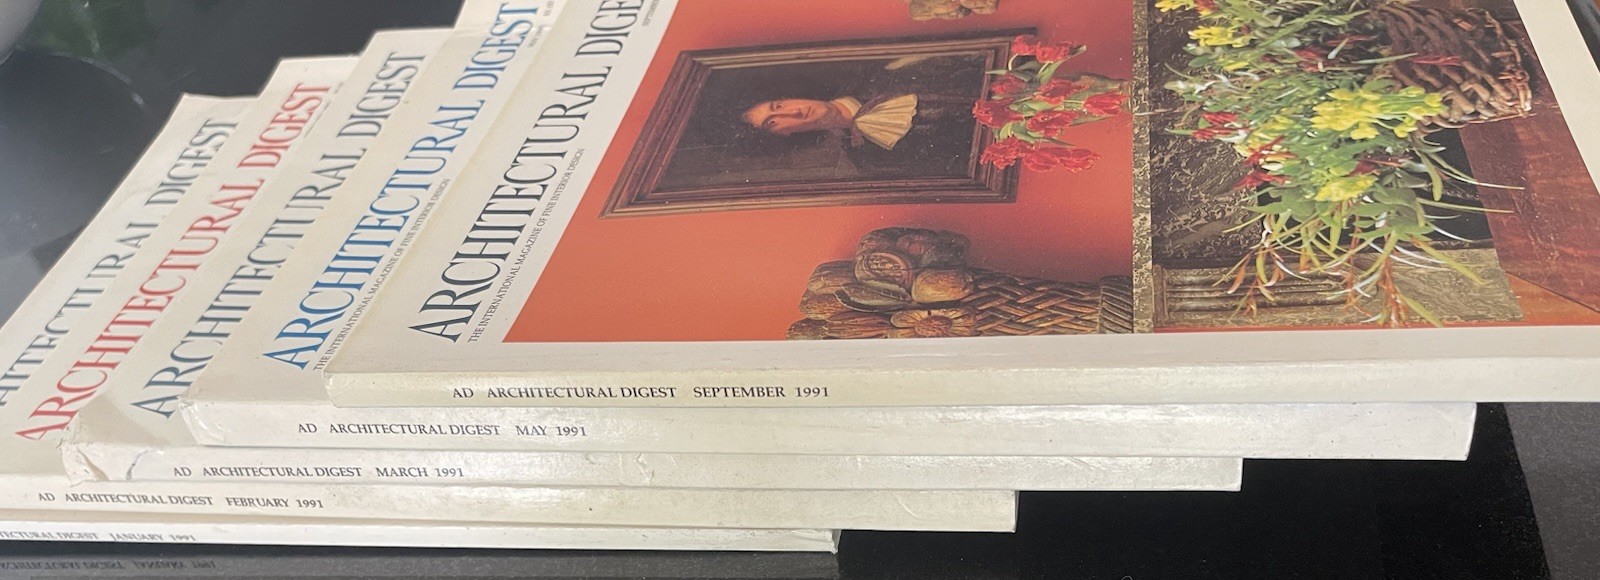 ARCHITECTURAL DIGEST
ARCHITECTURAL DIGEST
ARCHITECTURAL DIGEST
THE INTERNATIONAL MAGAZINE OF FINE INTERIOR DESIGN
ARCHITECTURAL
THE INTERNATIONAL MAGAZINE OF FINE INTERIOR DESIGN
AD ARCHITECTURAL DIGEST SEPTEMBER 1991
AD ARCHITECTURAL DIGEST MAY 1991
AD ARCHITECTURAL DIGEST MARCH 1991
AD ARCHITECTURAL DIGEST FEBRUARY 1991
DIGEST JANUARY 1991